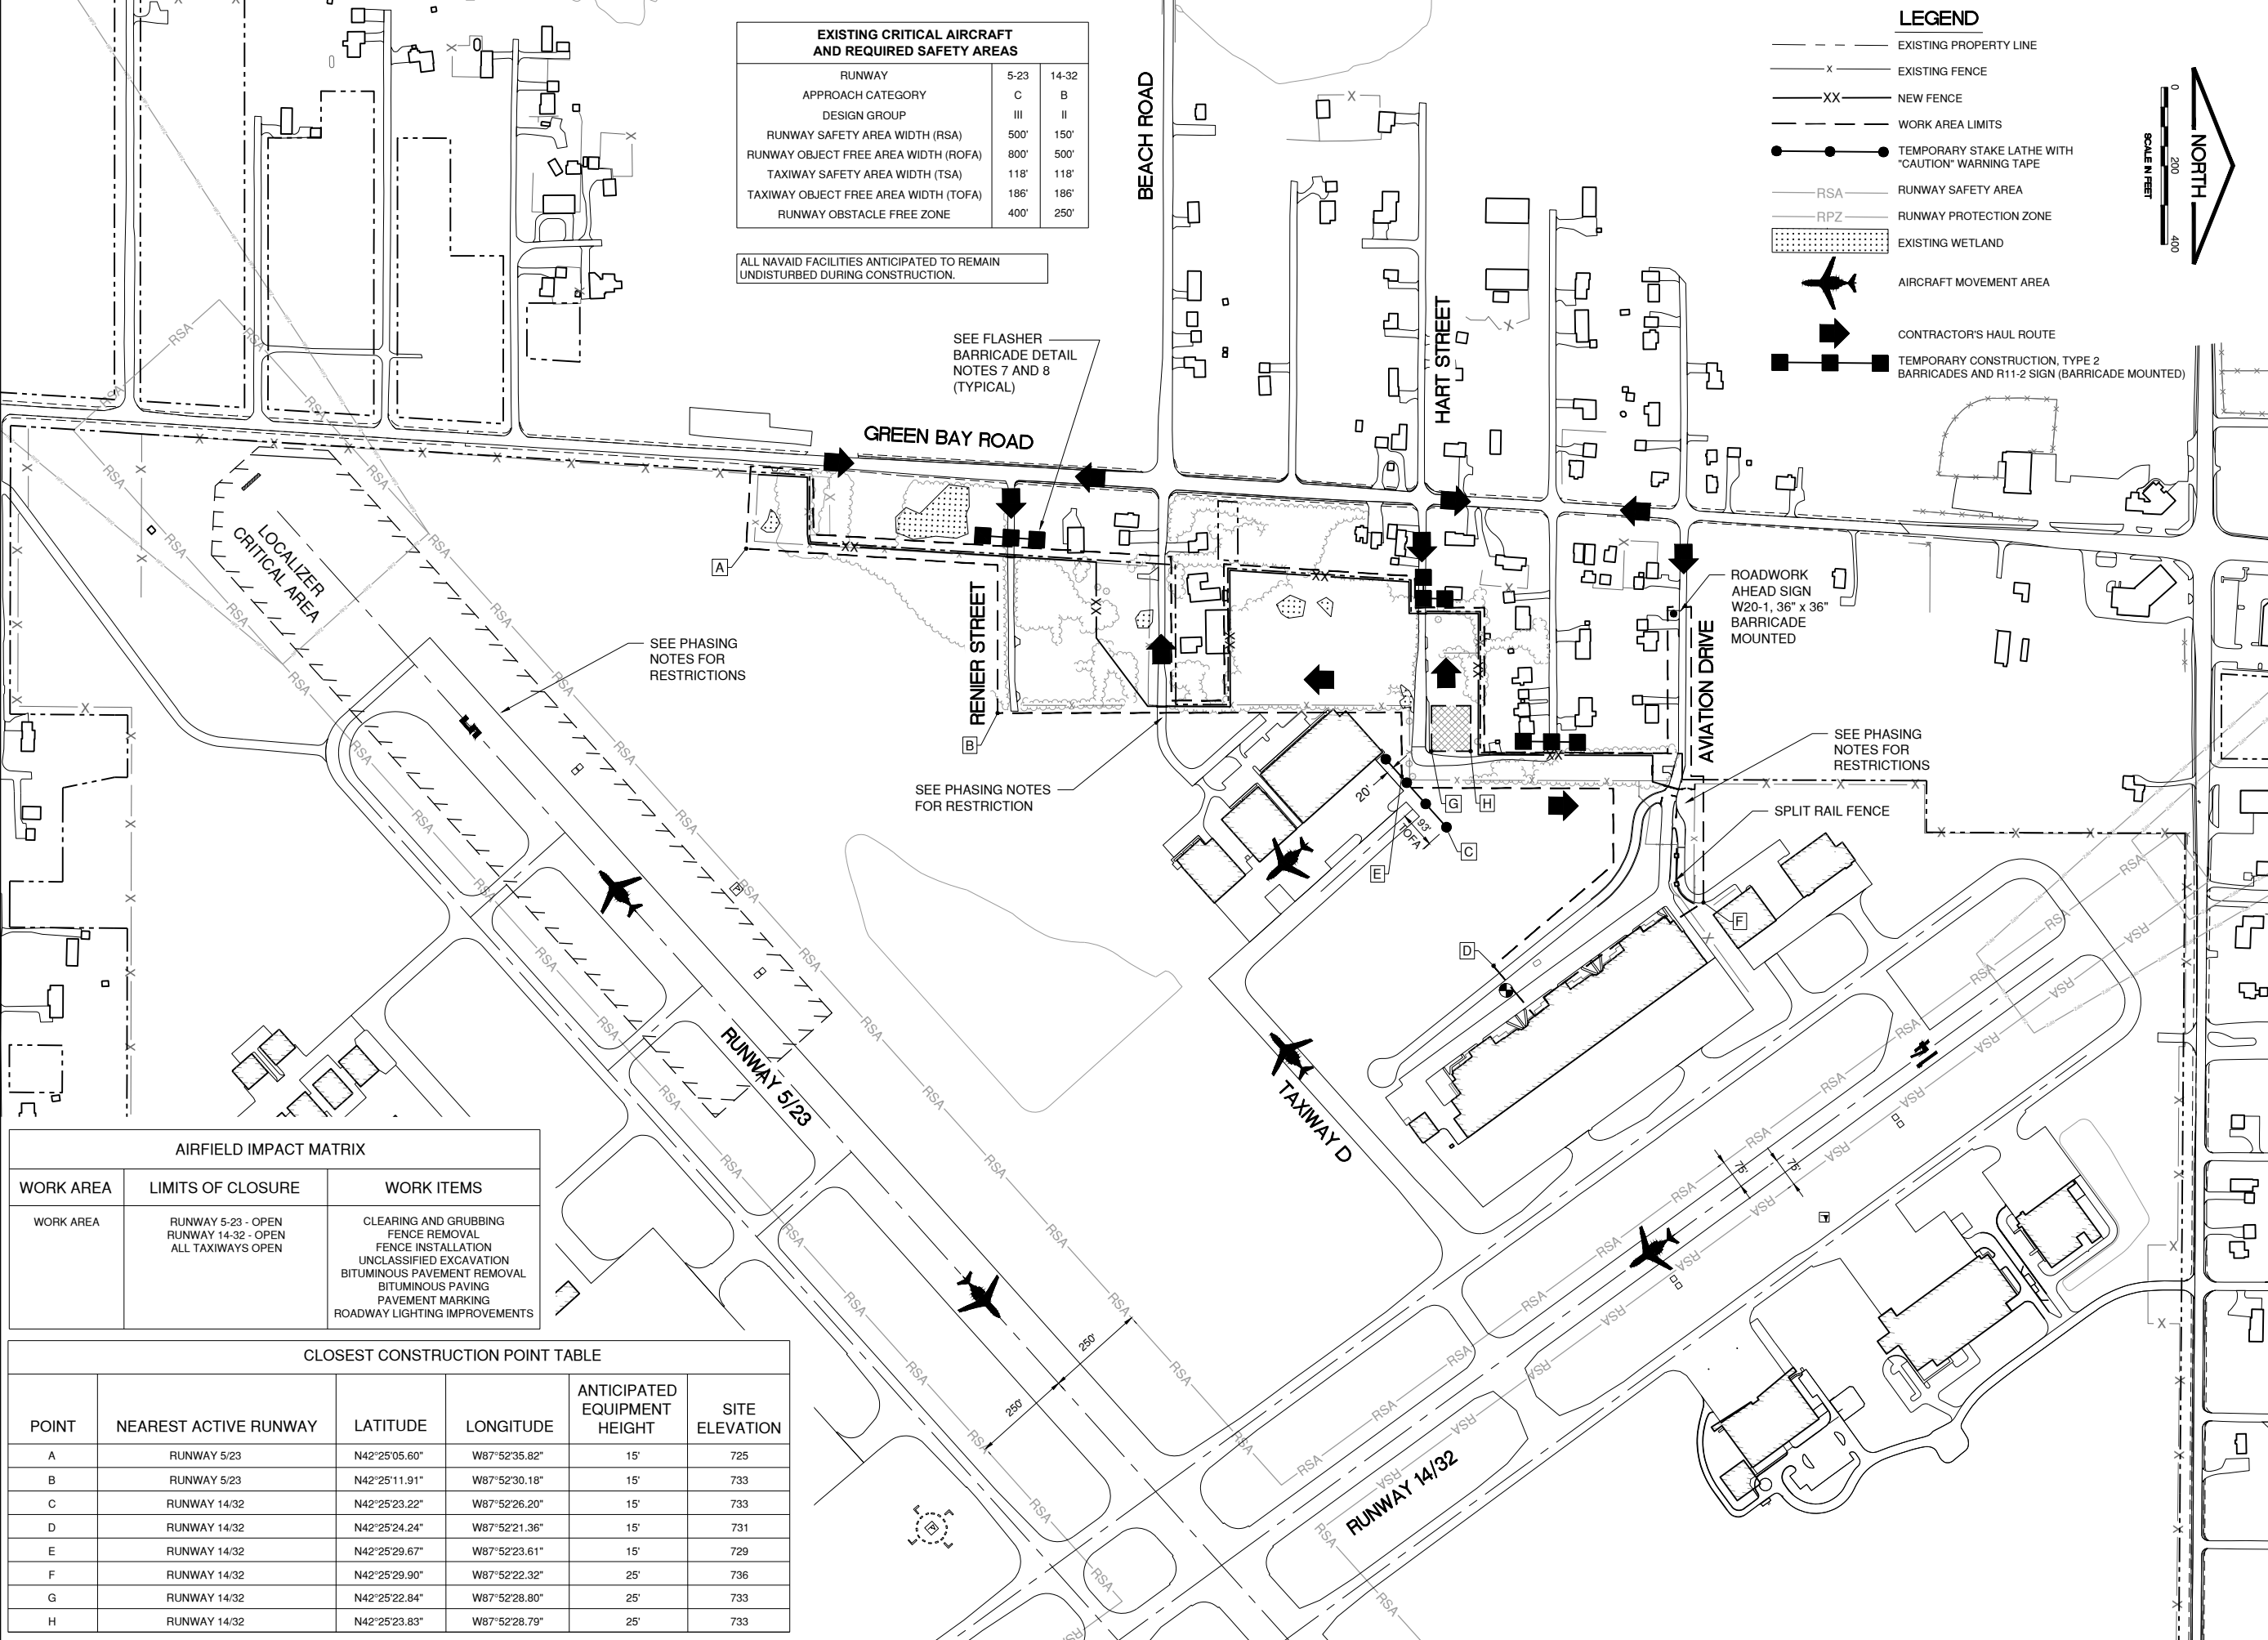 EXISTING CRITICAL AIRCRAFT
AND REQUIRED SAFETY AREAS
RUNWAY 5-23 14-32
APPROACH CATEGORY C B
DESIGN GROUP III II
RUNWAY SAFETY AREA WIDTH (RSA) 500' 150'
RUNWAY OBJECT FREE AREA WIDTH (ROFA) 800' 500'
TAXIWAY SAFETY AREA WIDTH (TSA) 118' 118'
TAXIWAY OBJECT FREE AREA WIDTH (TOFA) 186' 186'
RUNWAY OBSTACLE FREE ZONE 400' 250'
ALL NAVAID FACILITIES ANTICIPATED TO REMAIN
UNDISTURBED DURING CONSTRUCTION.
LEGEND
EXISTING PROPERTY LINE
X EXISTING FENCE
XX NEW FENCE
WORK AREA LIMITS
TEMPORARY STAKE LATHE WITH
"CAUTION" WARNING TAPE
RSA RUNWAY SAFETY AREA
RPZ RUNWAY PROTECTION ZONE
EXISTING WETLAND
AIRCRAFT MOVEMENT AREA
CONTRACTOR'S HAUL ROUTE
TEMPORARY CONSTRUCTION, TYPE 2
BARRICADES AND R11-2 SIGN (BARRICADE MOUNTED)
NORTH
0 200 400
SCALE IN FEET
BEACH ROAD
HART STREET
GREEN BAY ROAD
SEE FLASHER
BARRICADE DETAIL
NOTES 7 AND 8
(TYPICAL)
LOCALIZER
CRITICAL AREA
SEE PHASING
NOTES FOR
RESTRICTIONS
A
RENIER STREET
B
SEE PHASING NOTES
FOR RESTRICTION
ROADWORK
AHEAD SIGN
W20-1, 36" x 36"
BARRICADE
MOUNTED
AVIATION DRIVE
SEE PHASING
NOTES FOR
RESTRICTIONS
SPLIT RAIL FENCE
20'
93'
TOFA
G
H
C
E
F
D
RUNWAY 5/23
TAXIWAY D
75'
75'
250'
250'
RUNWAY 14/32
RSA
AIRFIELD IMPACT MATRIX
WORK AREA LIMITS OF CLOSURE WORK ITEMS
WORK AREA RUNWAY 5-23 - OPEN CLEARING AND GRUBBING
RUNWAY 14-32 - OPEN FENCE REMOVAL
ALL TAXIWAYS OPEN FENCE INSTALLATION
UNCLASSIFIED EXCAVATION
BITUMINOUS PAVEMENT REMOVAL
BITUMINOUS PAVING
PAVEMENT MARKING
ROADWAY LIGHTING IMPROVEMENTS
CLOSEST CONSTRUCTION POINT TABLE
POINT NEAREST ACTIVE RUNWAY LATITUDE LONGITUDE ANTICIPATED EQUIPMENT HEIGHT SITE ELEVATION
A RUNWAY 5/23 N42°25'05.60" W87°52'35.82" 15' 725
B RUNWAY 5/23 N42°25'11.91" W87°52'30.18" 15' 733
C RUNWAY 14/32 N42°25'23.22" W87°52'26.20" 15' 733
D RUNWAY 14/32 N42°25'24.24" W87°52'21.36" 15' 731
E RUNWAY 14/32 N42°25'29.67" W87°52'23.61" 15' 729
F RUNWAY 14/32 N42°25'29.90" W87°52'22.32" 25' 736
G RUNWAY 14/32 N42°25'22.84" W87°52'28.80" 25' 733
H RUNWAY 14/32 N42°25'23.83" W87°52'28.79" 25' 733